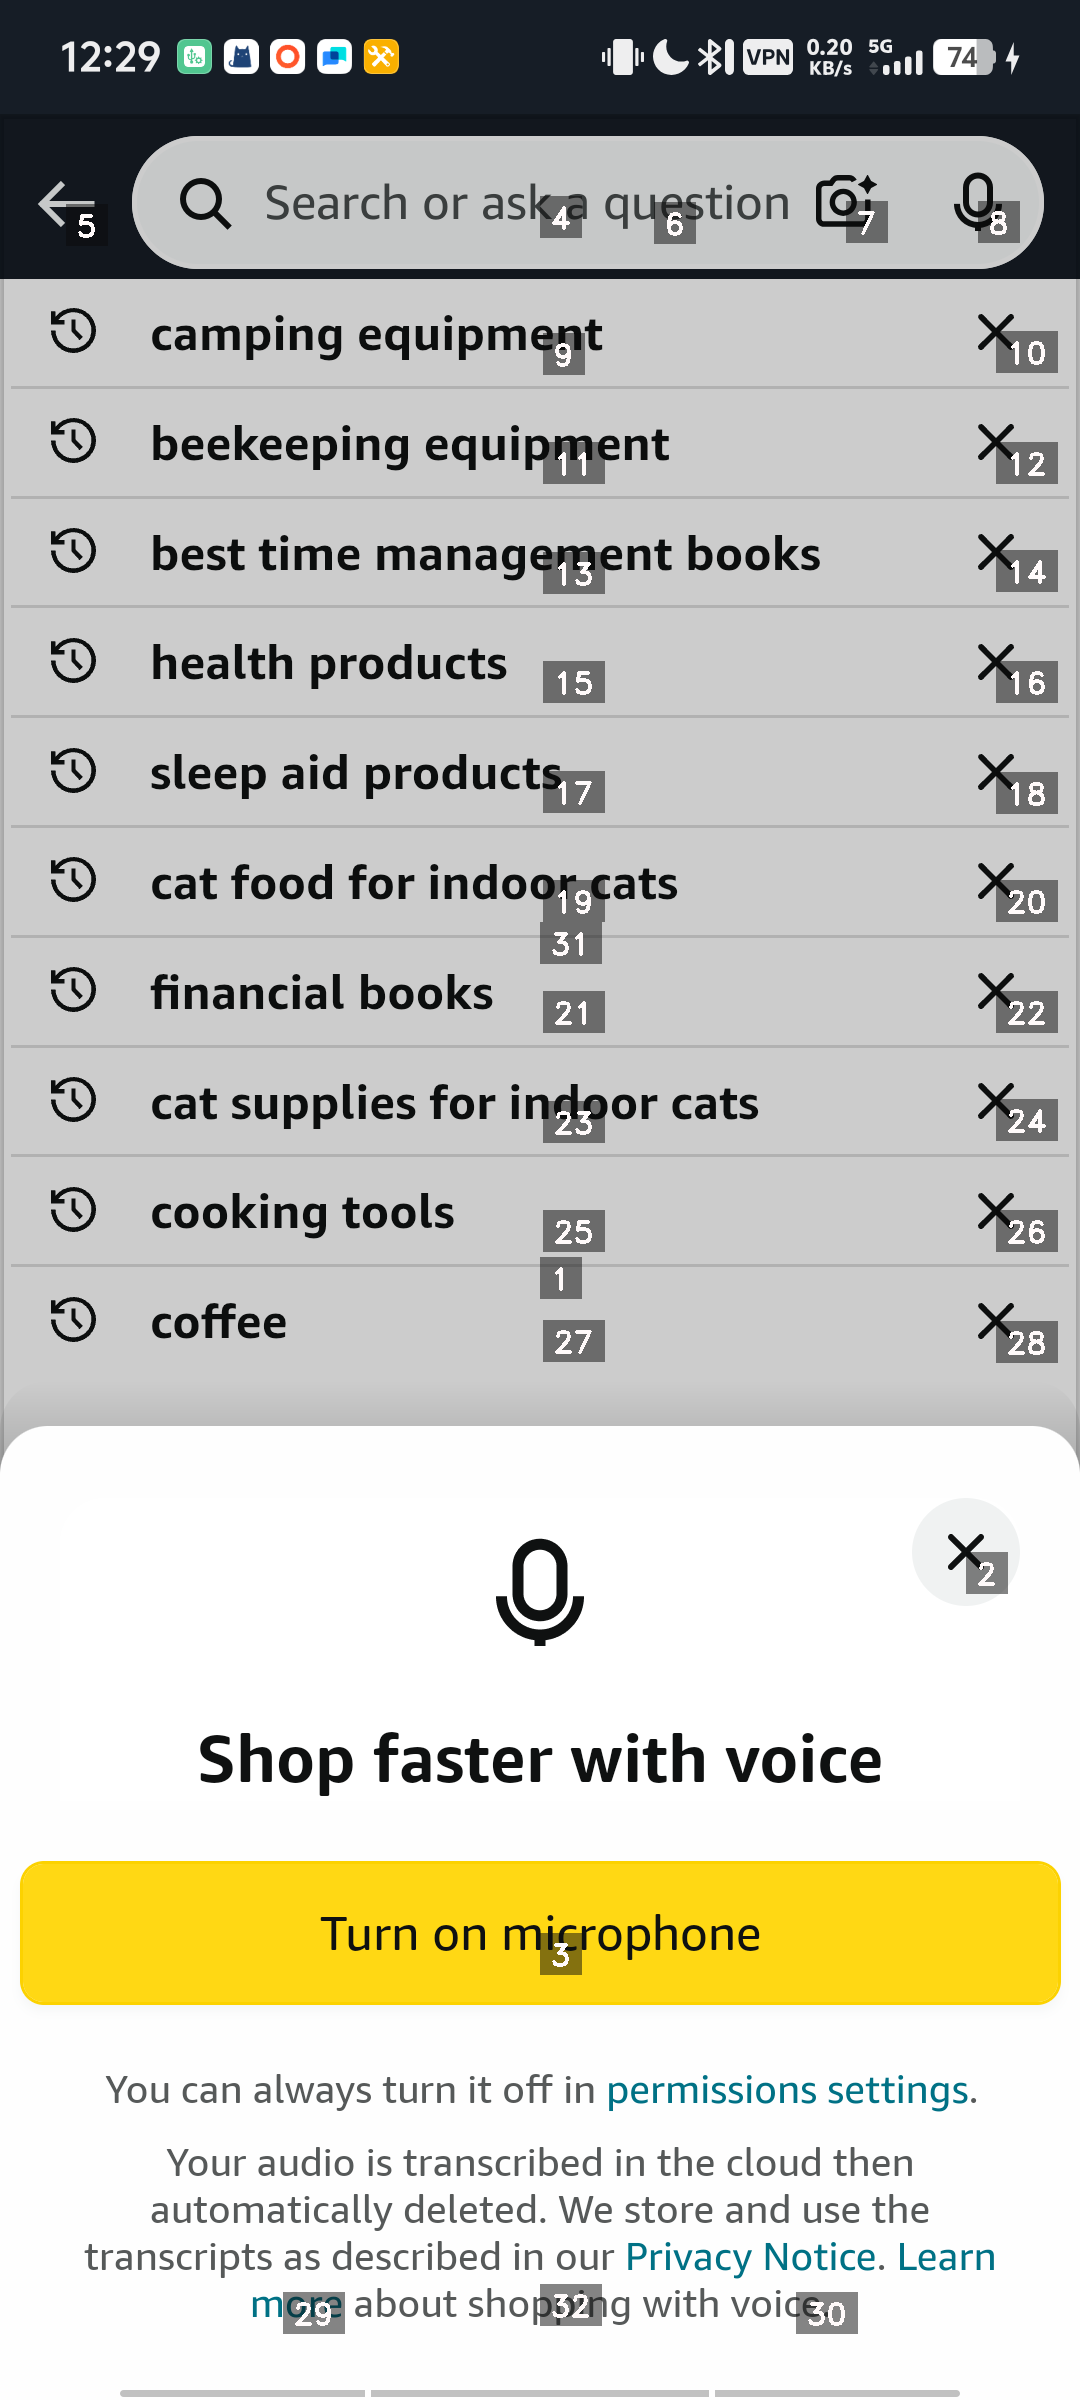 12:29
VPN 0.20 KB/s 5G 74
Search or ask a question
5 4 6 7 8
camping equipment
9 10
beekeeping equipment
11 12
best time management books
13 14
health products
15 16
sleep aid products
17 18
cat food for indoor cats
19 20
31
financial books
21 22
cat supplies for indoor cats
23 24
cooking tools
25 26
1
coffee
27 28
2
Shop faster with voice
Turn on microphone
3
You can always turn it off in permissions settings.
Your audio is transcribed in the cloud then
automatically deleted. We store and use the
transcripts as described in our Privacy Notice. Learn
more about shopping with voice.
29 32 30